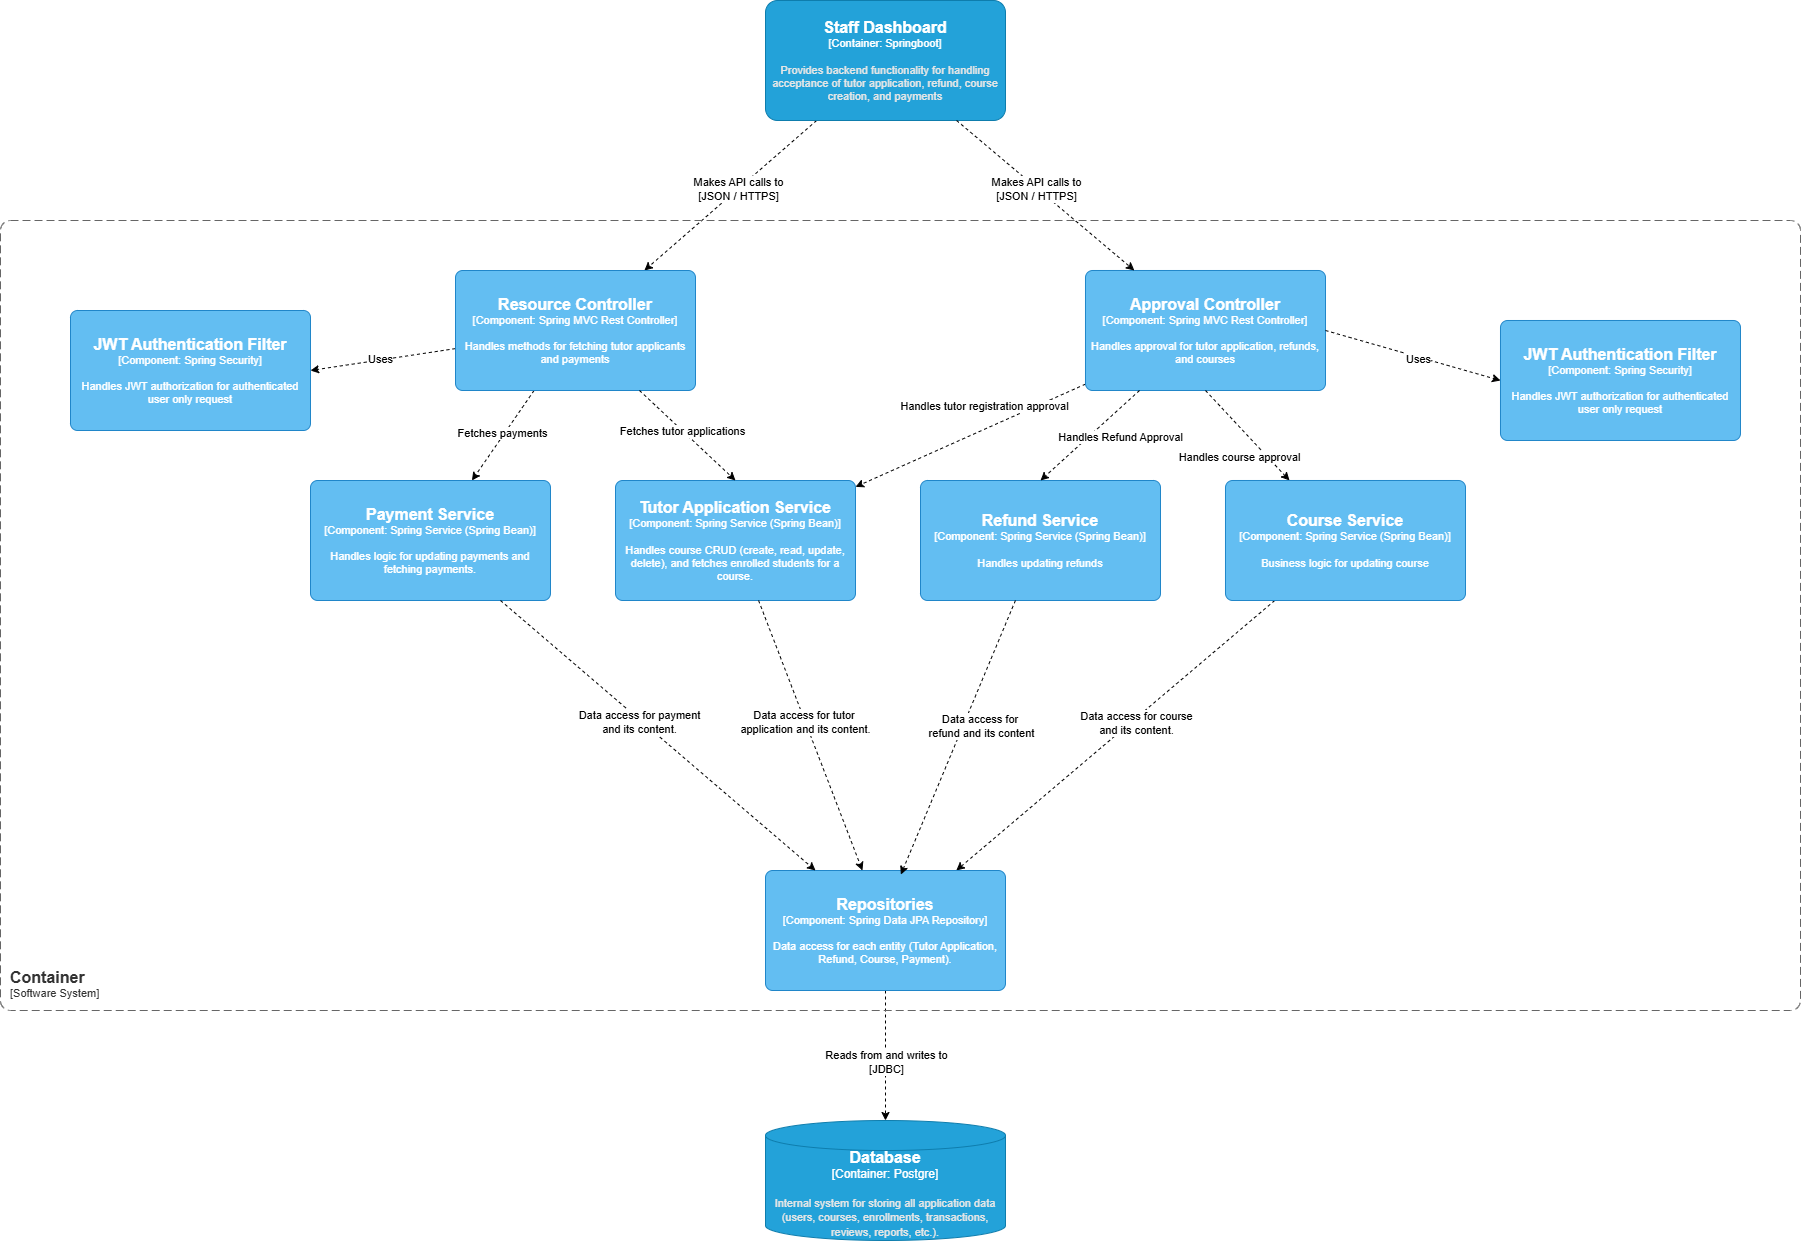 Staff Dashboard
[Container: Springboot]
Provides backend functionality for handling
acceptance of tutor application, refund, course
creation, and payments
Makes API calls to
[JSON / HTTPS]
Makes API calls to
[JSON / HTTPS]
Resource Controller
[Component: Spring MVC Rest Controller]
Handles methods for fetching tutor applicants
and payments
Approval Controller
[Component: Spring MVC Rest Controller]
Handles approval for tutor application, refunds,
and courses
JWT Authentication Filter
[Component: Spring Security]
Handles JWT authorization for authenticated
user only request
Uses
Uses
JWT Authentication Filter
[Component: Spring Security]
Handles JWT authorization for authenticated
user only request
Fetches payments
Fetches tutor applications
Handles tutor registration approval
Handles Refund Approval
Handles course approval
Payment Service
[Component: Spring Service (Spring Bean)]
Handles logic for updating payments and
fetching payments.
Tutor Application Service
[Component: Spring Service (Spring Bean)]
Handles course CRUD (create, read, update,
delete), and fetches enrolled students for a
course.
Refund Service
[Component: Spring Service (Spring Bean)]
Handles updating refunds
Course Service
[Component: Spring Service (Spring Bean)]
Business logic for updating course
Data access for payment
and its content.
Data access for tutor
application and its content.
Data access for
refund and its content
Data access for course
and its content.
Repositories
[Component: Spring Data JPA Repository]
Data access for each entity (Tutor Application,
Refund, Course, Payment).
Container
[Software System]
Reads from and writes to
[JDBC]
Database
[Container: Postgre]
Internal system for storing all application data
(users, courses, enrollments, transactions,
reviews, reports, etc.).